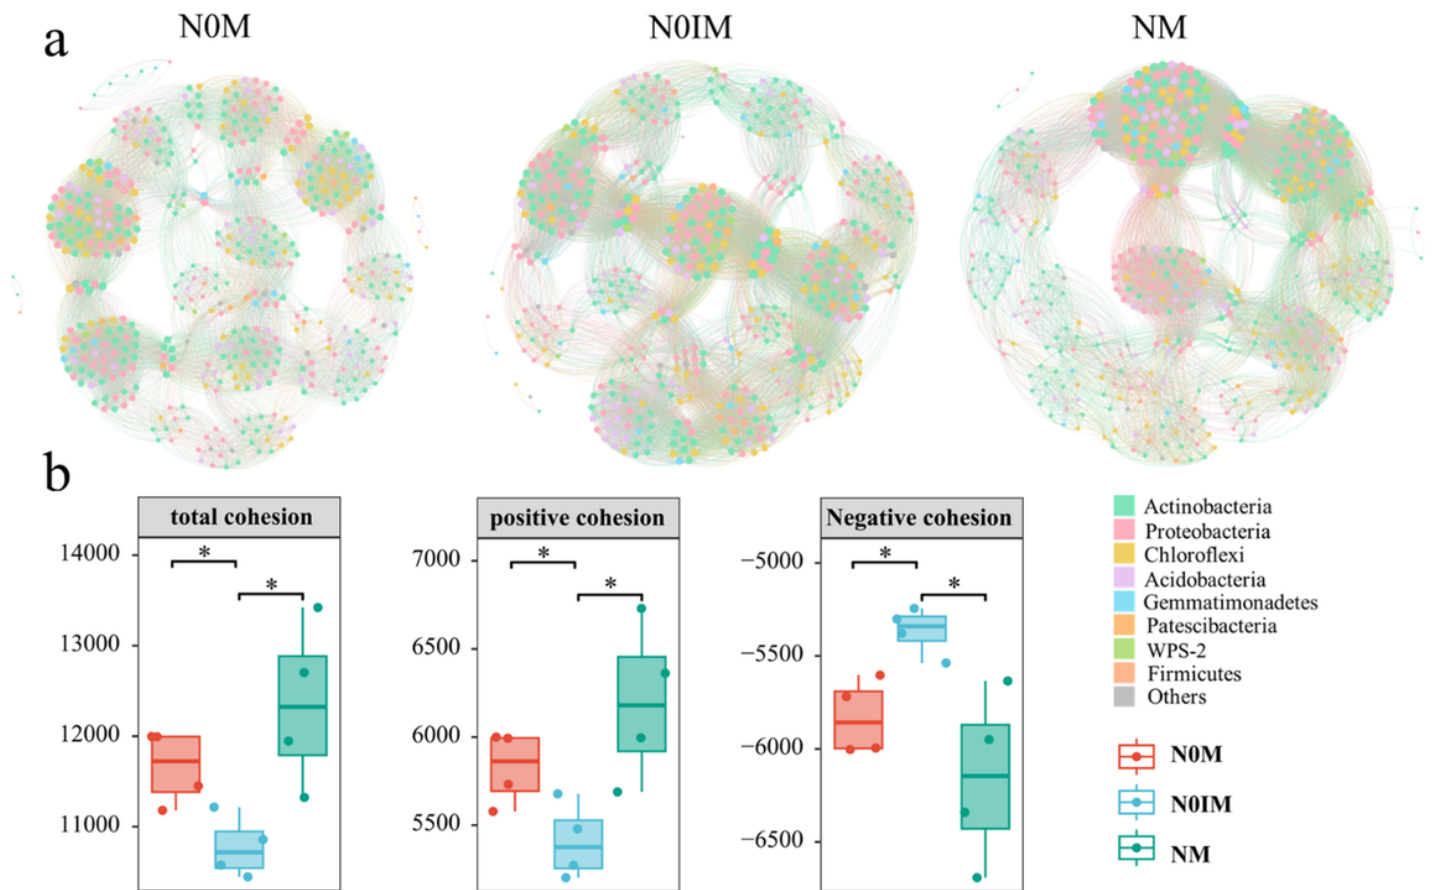 a
N0M
N0IM
NM
b
total cohesion
14000
13000
12000
11000
*
*
positive cohesion
7000
6500
6000
5500
*
*
Negative cohesion
−5000
−5500
−6000
−6500
*
*
Actinobacteria
Proteobacteria
Chloroflexi
Acidobacteria
Gemmatimonadetes
Patescibacteria
WPS-2
Firmicutes
Others
N0M
N0IM
NM